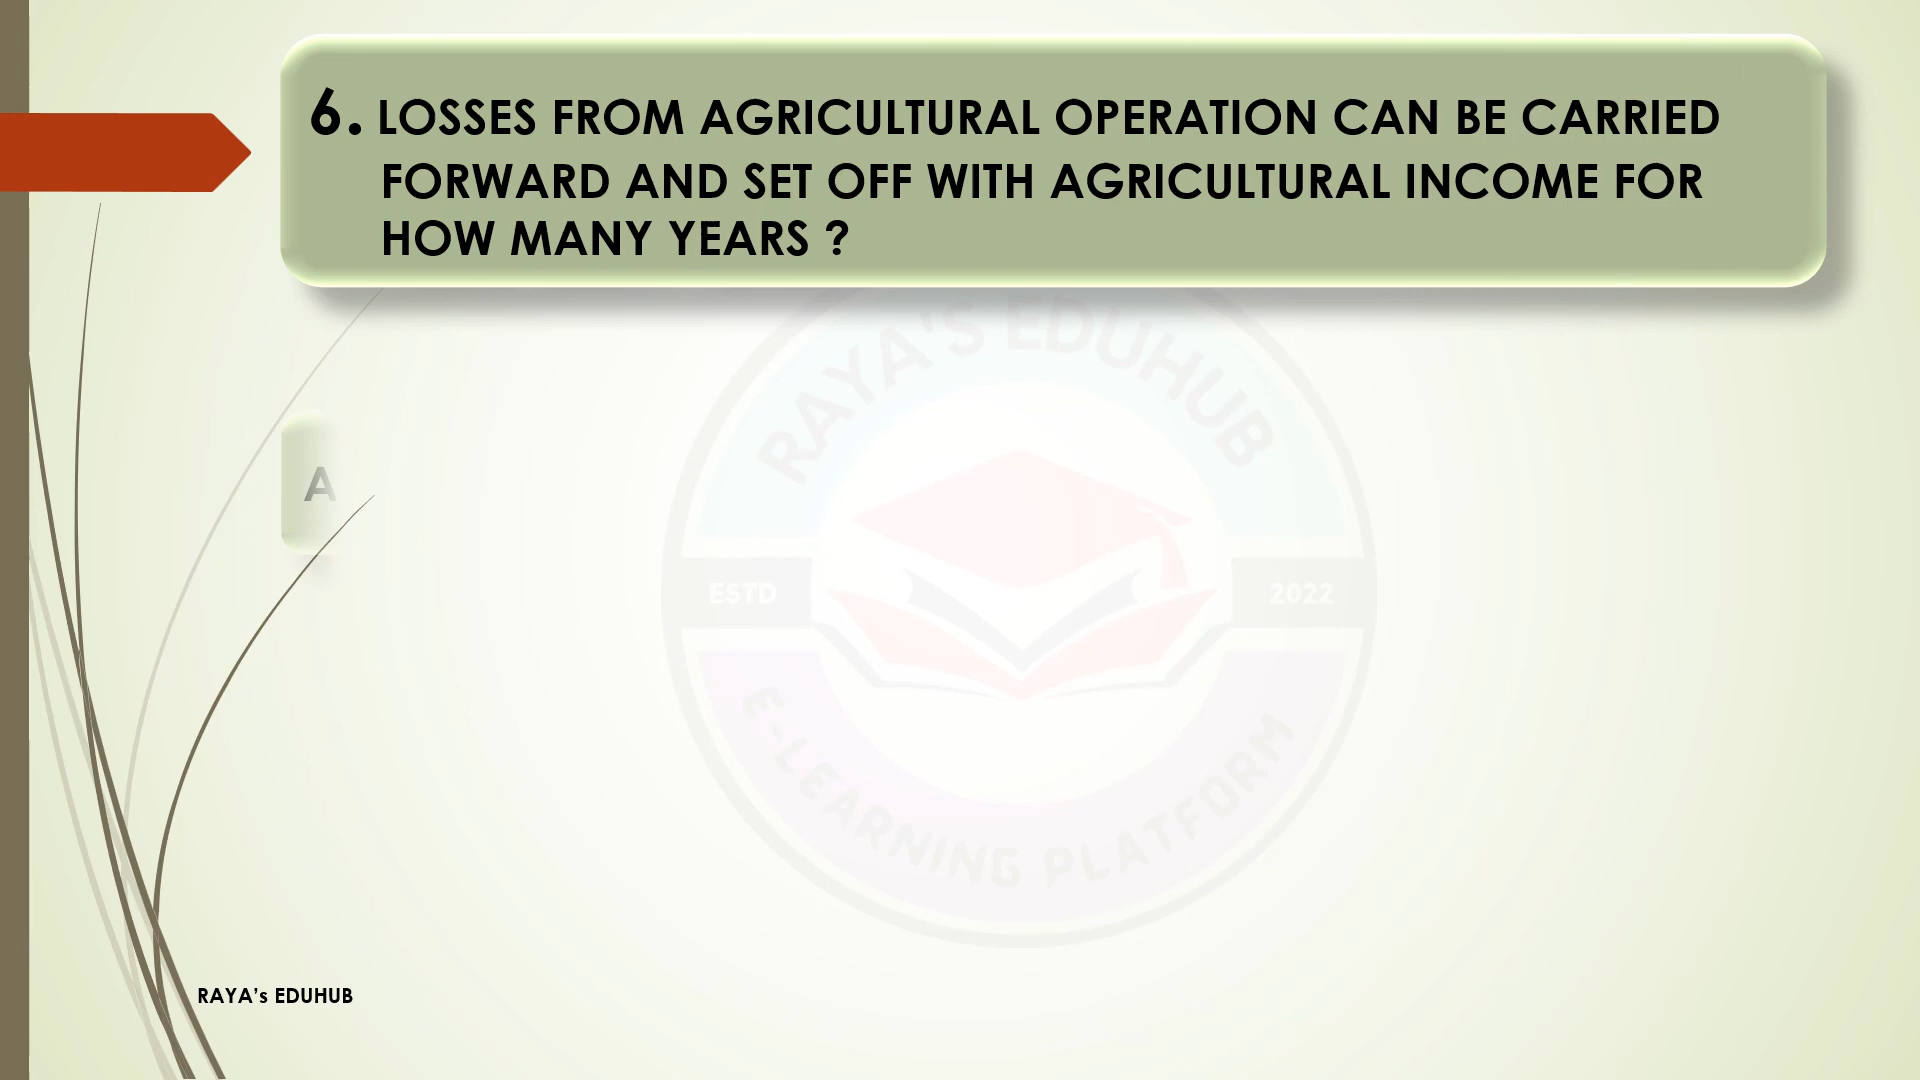 6. LOSSES FROM AGRICULTURAL OPERATION CAN BE CARRIED
FORWARD AND SET OFF WITH AGRICULTURAL INCOME FOR
HOW MANY YEARS ?
RAYA'S EDUHUB
A
ESTD
2022
E-LEARNING PLATFORM
RAYA’s EDUHUB